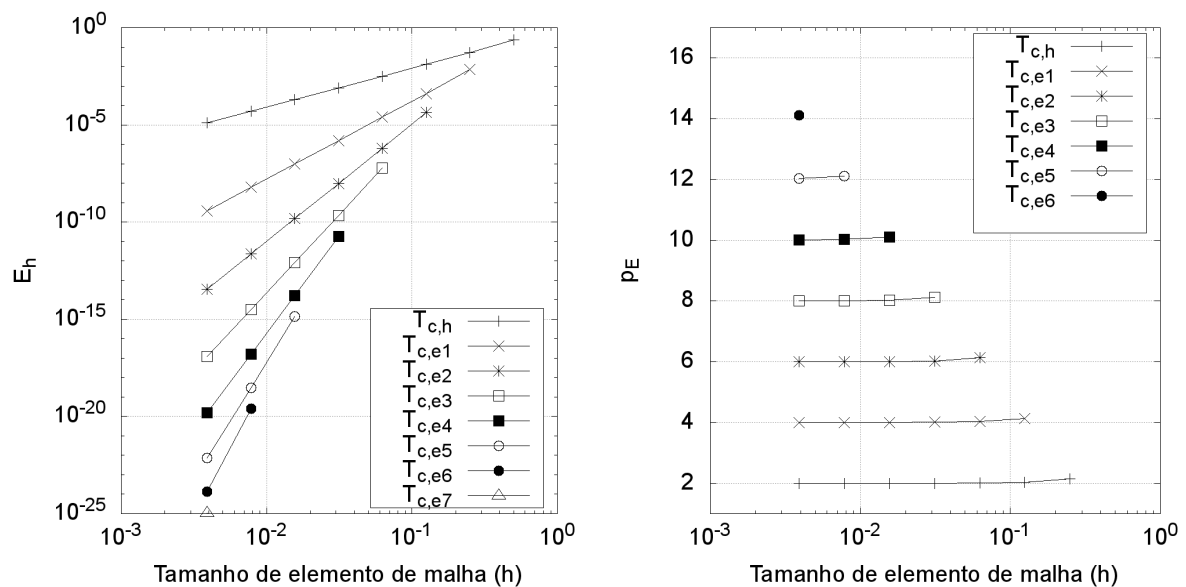 10^0
10^-5
10^-10
10^-15
10^-20
10^-25
E_h
10^-3 10^-2 10^-1 10^0
Tamanho de elemento de malha (h)
T_c,h
T_c,e1
T_c,e2
T_c,e3
T_c,e4
T_c,e5
T_c,e6
T_c,e7
16
14
12
10
8
6
4
2
p_E
10^-3 10^-2 10^-1 10^0
Tamanho de elemento de malha (h)
T_c,h
T_c,e1
T_c,e2
T_c,e3
T_c,e4
T_c,e5
T_c,e6